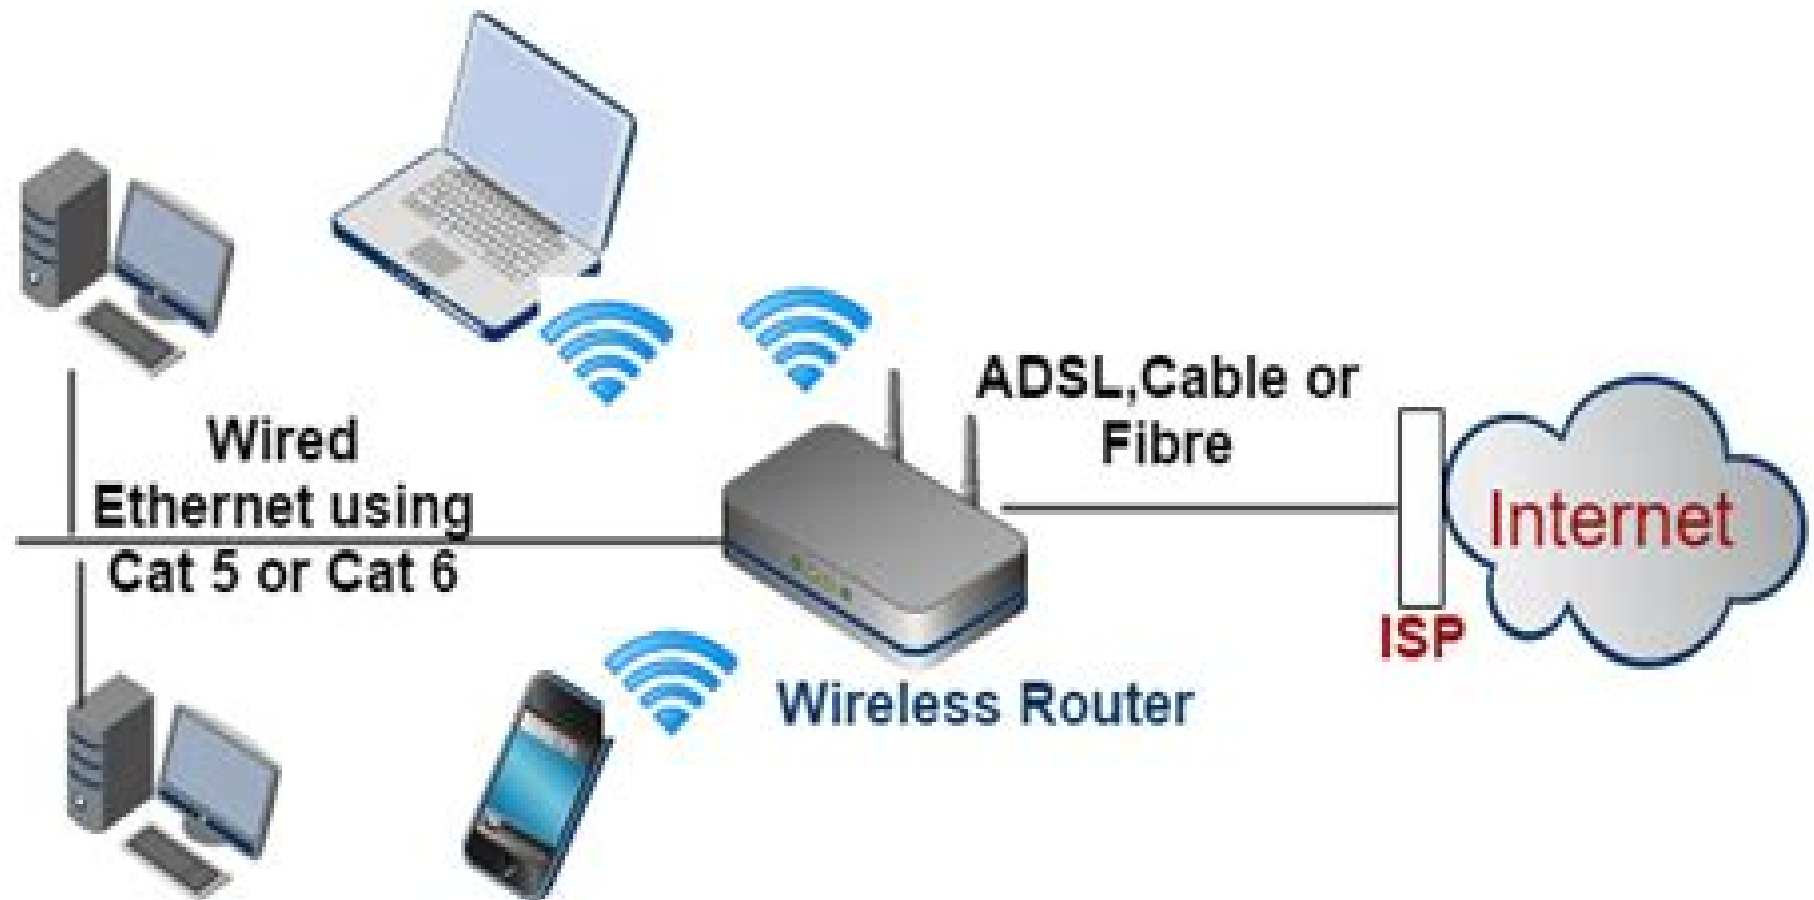 Wired
Ethernet using
Cat 5 or Cat 6
ADSL,Cable or
Fibre
Internet
ISP
Wireless Router